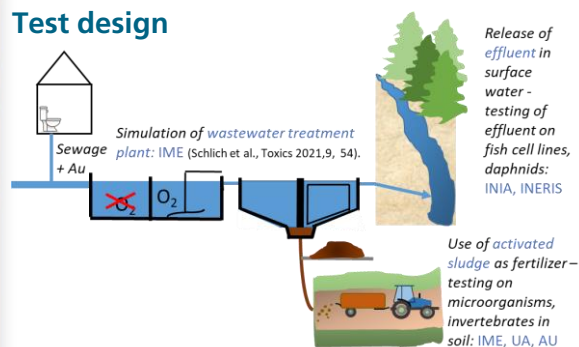 Test design
Release of
effluent in
surface
water -
testing of
effluent on
fish cell lines,
daphnids:
INIA, INERIS
Simulation of wastewater treatment
plant: IME (Schlich et al., Toxics 2021,9, 54).
Sewage
+ Au
O2
O2
Use of activated
sludge as fertilizer–
testing on
microorganisms,
invertebrates in
soil: IME, UA, AU